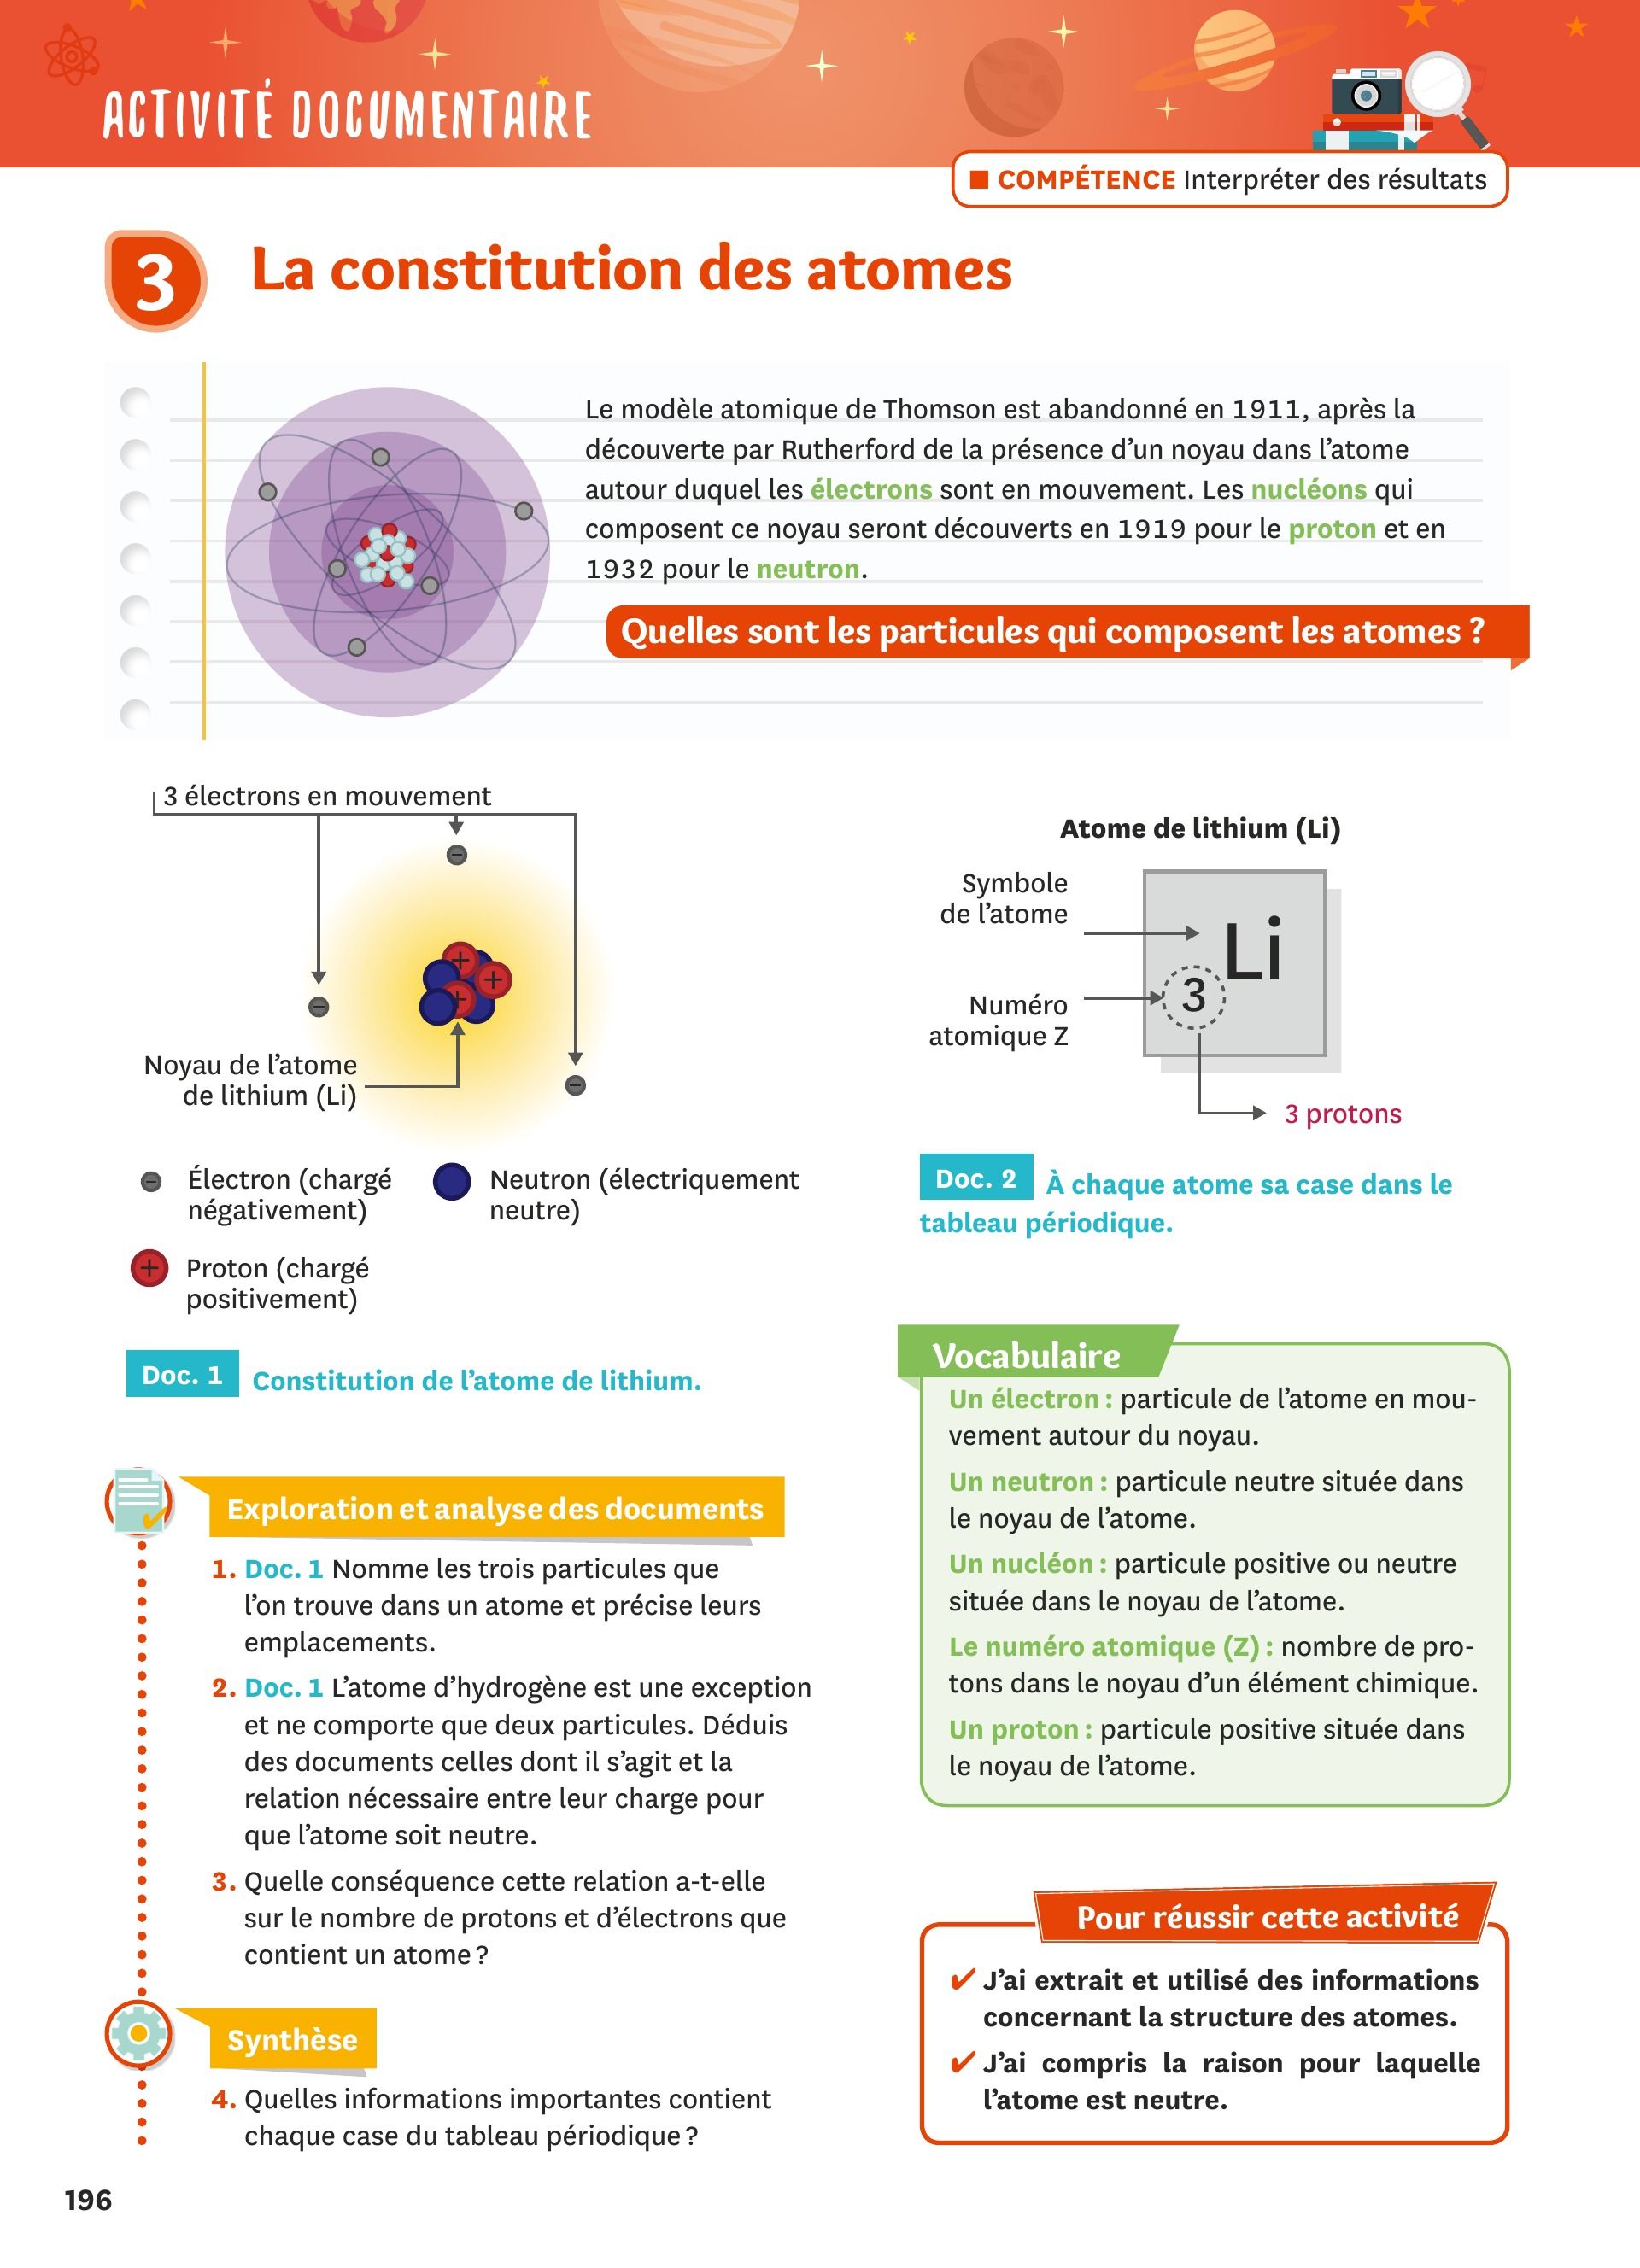 ACTIVITÉ DOCUMENTAIRE
COMPÉTENCE Interpréter des résultats
3 La constitution des atomes
Le modèle atomique de Thomson est abandonné en 1911, après la
découverte par Rutherford de la présence d’un noyau dans l’atome
autour duquel les électrons sont en mouvement. Les nucléons qui
composent ce noyau seront découverts en 1919 pour le proton et en
1932 pour le neutron.
Quelles sont les particules qui composent les atomes ?
3 électrons en mouvement
−
−
+
+
+
−
Noyau de l’atome
de lithium (Li)
− Électron (chargé
négativement)
Neutron (électriquement
neutre)
+ Proton (chargé
positivement)
Doc. 1 Constitution de l’atome de lithium.
Atome de lithium (Li)
Symbole
de l’atome
Li
Numéro
atomique Z
3
3 protons
Doc. 2 À chaque atome sa case dans le
tableau périodique.
Exploration et analyse des documents
1. Doc. 1 Nomme les trois particules que
l’on trouve dans un atome et précise leurs
emplacements.
2. Doc. 1 L’atome d’hydrogène est une exception
et ne comporte que deux particules. Déduis
des documents celles dont il s’agit et la
relation nécessaire entre leur charge pour
que l’atome soit neutre.
3. Quelle conséquence cette relation a-t-elle
sur le nombre de protons et d’électrons que
contient un atome ?
Synthèse
4. Quelles informations importantes contient
chaque case du tableau périodique ?
Vocabulaire
Un électron : particule de l’atome en mou-
vement autour du noyau.
Un neutron : particule neutre située dans
le noyau de l’atome.
Un nucléon : particule positive ou neutre
située dans le noyau de l’atome.
Le numéro atomique (Z) : nombre de pro-
tons dans le noyau d’un élément chimique.
Un proton : particule positive située dans
le noyau de l’atome.
Pour réussir cette activité
✔ J’ai extrait et utilisé des informations
concernant la structure des atomes.
✔ J’ai compris la raison pour laquelle
l’atome est neutre.
196